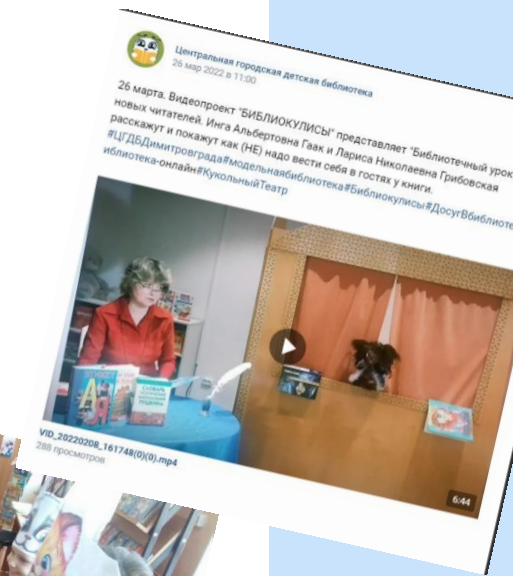 Центральная городская детская библиотека
26 мар 2022 в 11:00
26 марта. Видеопроект "БИБЛИОКУЛИСЫ" представляет "Библиотечный урок
новых читателей. Инга Альбертовна Гаак и Лариса Николаевна Грибовская
расскажут и покажут как (НЕ) надо вести себя в гостях у книги.
#ЦГДБДимитровграда#модельнаябиблиотека#Библиокулисы#ДосугВбиблиоте
иблиотека-онлайн#КукольныйТеатр
СЛОВАРЬ
VID_20220208_161748(0)(0).mp4
288 просмотров
6:44